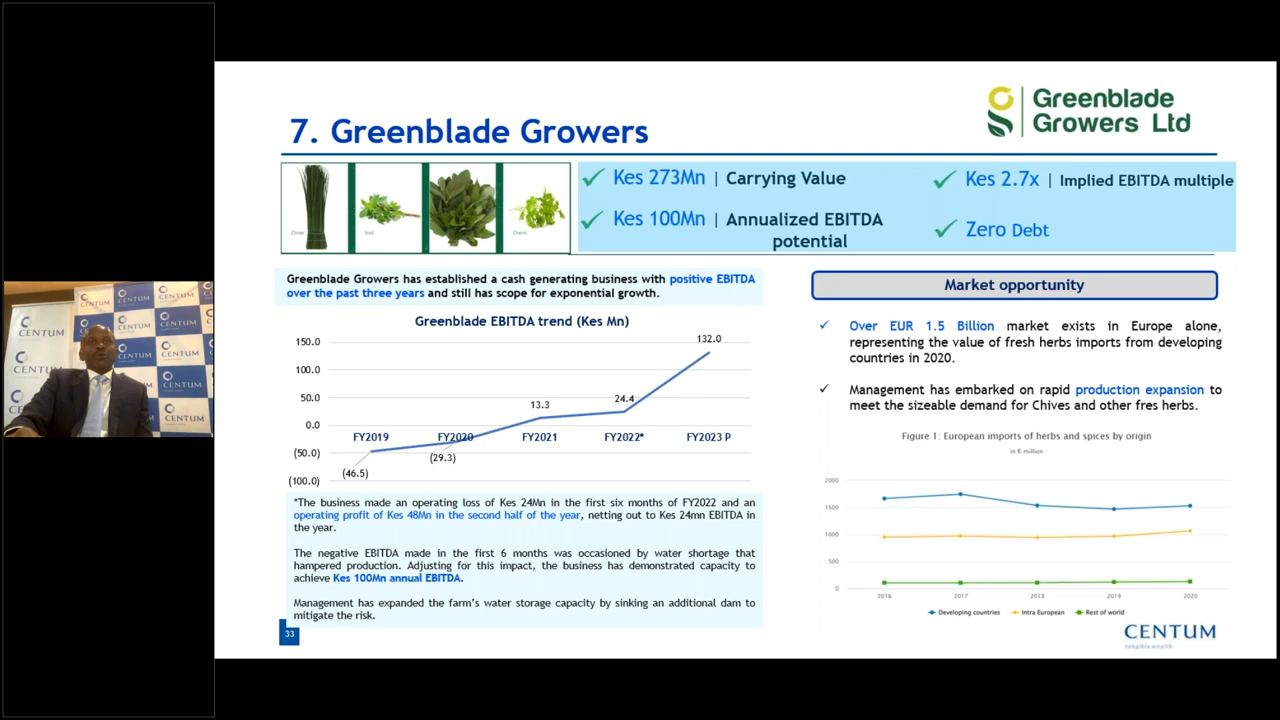 7. Greenblade Growers
Greenblade
Growers Ltd
Chives
Basil
Chervil
Kes 273Mn | Carrying Value
Kes 2.7x | Implied EBITDA multiple
Kes 100Mn | Annualized EBITDA
potential
Zero Debt
Greenblade Growers has established a cash generating business with positive EBITDA
over the past three years and still has scope for exponential growth.
Greenblade EBITDA trend (Kes Mn)
150.0
100.0
50.0
0.0
(50.0)
(100.0)
(46.5)
(29.3)
13.3
24.4
132.0
FY2019
FY2020
FY2021
FY2022*
FY2023 P
*The business made an operating loss of Kes 24Mn in the first six months of FY2022 and an
operating profit of Kes 48Mn in the second half of the year, netting out to Kes 24mn EBITDA in
the year.
The negative EBITDA made in the first 6 months was occasioned by water shortage that
hampered production. Adjusting for this impact, the business has demonstrated capacity to
achieve Kes 100Mn annual EBITDA.
Management has expanded the farm's water storage capacity by sinking an additional dam to
mitigate the risk.
33
Market opportunity
Over EUR 1.5 Billion market exists in Europe alone,
representing the value of fresh herbs imports from developing
countries in 2020.
Management has embarked on rapid production expansion to
meet the sizeable demand for Chives and other fres herbs.
Figure 1: European imports of herbs and spices by origin
in € million
2000
1500
1000
500
0
2016
2017
2018
2019
2020
Developing countries
Intra European
Rest of world
CENTUM
tangible wealth
CENTUM
CENTUM
CENTUM
CENTUM